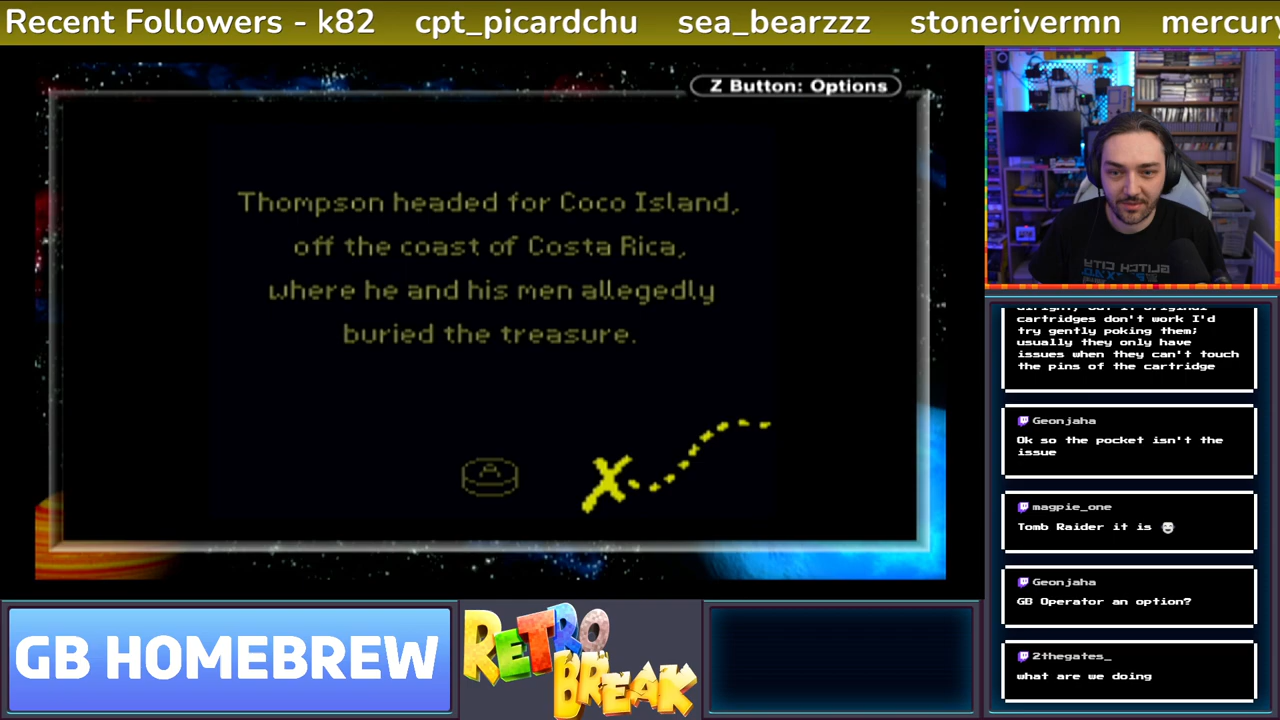 Recent Followers - k82 cpt_picardchu sea_bearzzz stonerivermn mercury
Z Button: Options
Thompson headed for Coco Island,
off the coast of Costa Rica,
where he and his men allegedly
buried the treasure.
A
cartridges don't work I'd
try gently poking them;
usually they only have
issues when they can't touch
the pins of the cartridge
Geonjaha
Ok so the pocket isn't the
issue
magpie_one
Tomb Raider it is
Geonjaha
GB Operator an option?
2thegates_
what are we doing
GB HOMEBREW
RETRO
BREAK